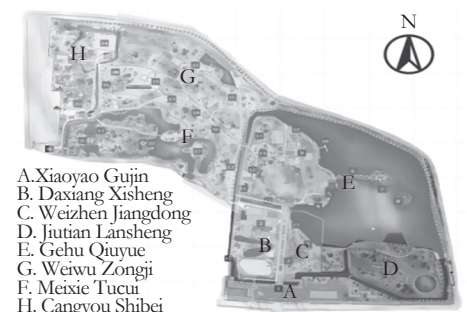 N
H
G
F
E
B
C
D
A
A.Xiaoyao Gujin
B. Daxiang Xisheng
C. Weizhen Jiangdong
D. Jiutian Lansheng
E. Gehu Qiuyue
G. Weiwu Zongji
F. Meixie Tucui
H. Cangyou Shibei